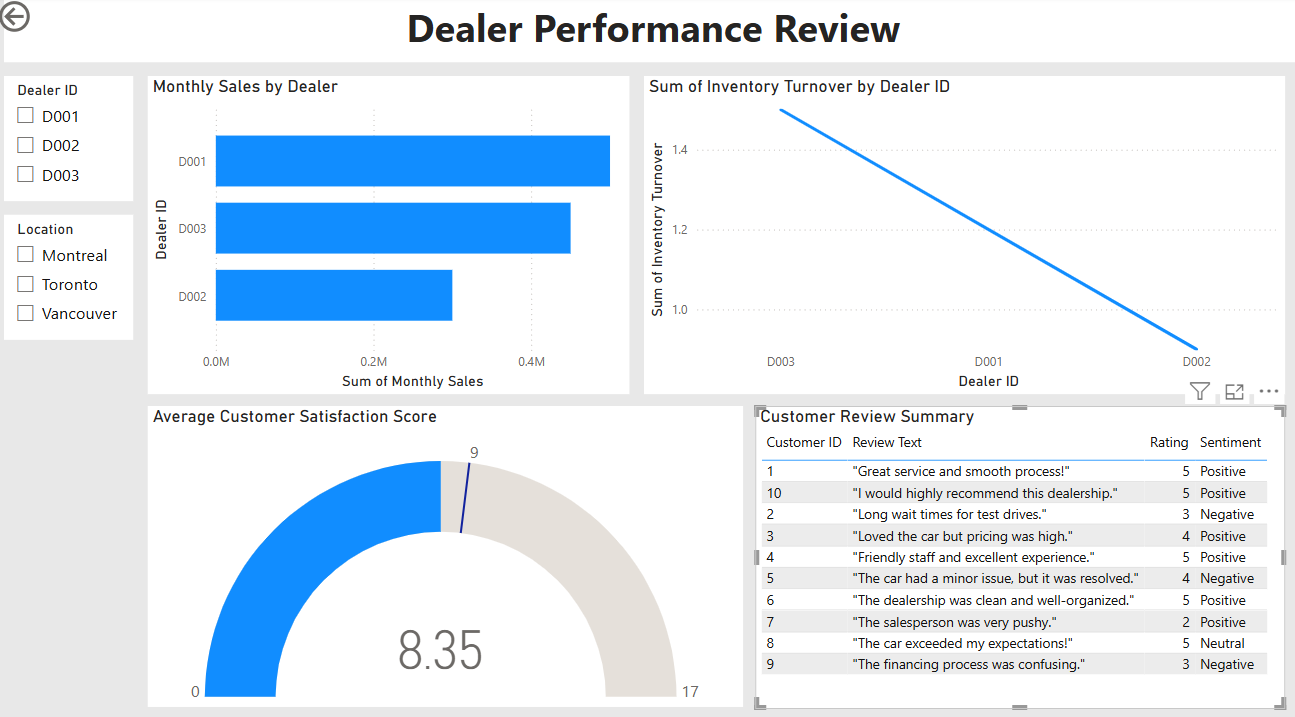 Dealer Performance Review
Dealer ID
D001
D002
D003
Location
Montreal
Toronto
Vancouver
Monthly Sales by Dealer
Dealer ID
D001
D003
D002
0.0M 0.2M 0.4M
Sum of Monthly Sales
Sum of Inventory Turnover by Dealer ID
Sum of Inventory Turnover
1.4
1.2
1.0
D003 D001 D002
Dealer ID
Average Customer Satisfaction Score
9
8.35
0 17
Customer Review Summary
Customer ID Review Text Rating Sentiment
1 "Great service and smooth process!" 5 Positive
10 "I would highly recommend this dealership." 5 Positive
2 "Long wait times for test drives." 3 Negative
3 "Loved the car but pricing was high." 4 Positive
4 "Friendly staff and excellent experience." 5 Positive
5 "The car had a minor issue, but it was resolved." 4 Negative
6 "The dealership was clean and well-organized." 5 Positive
7 "The salesperson was very pushy." 2 Positive
8 "The car exceeded my expectations!" 5 Neutral
9 "The financing process was confusing." 3 Negative